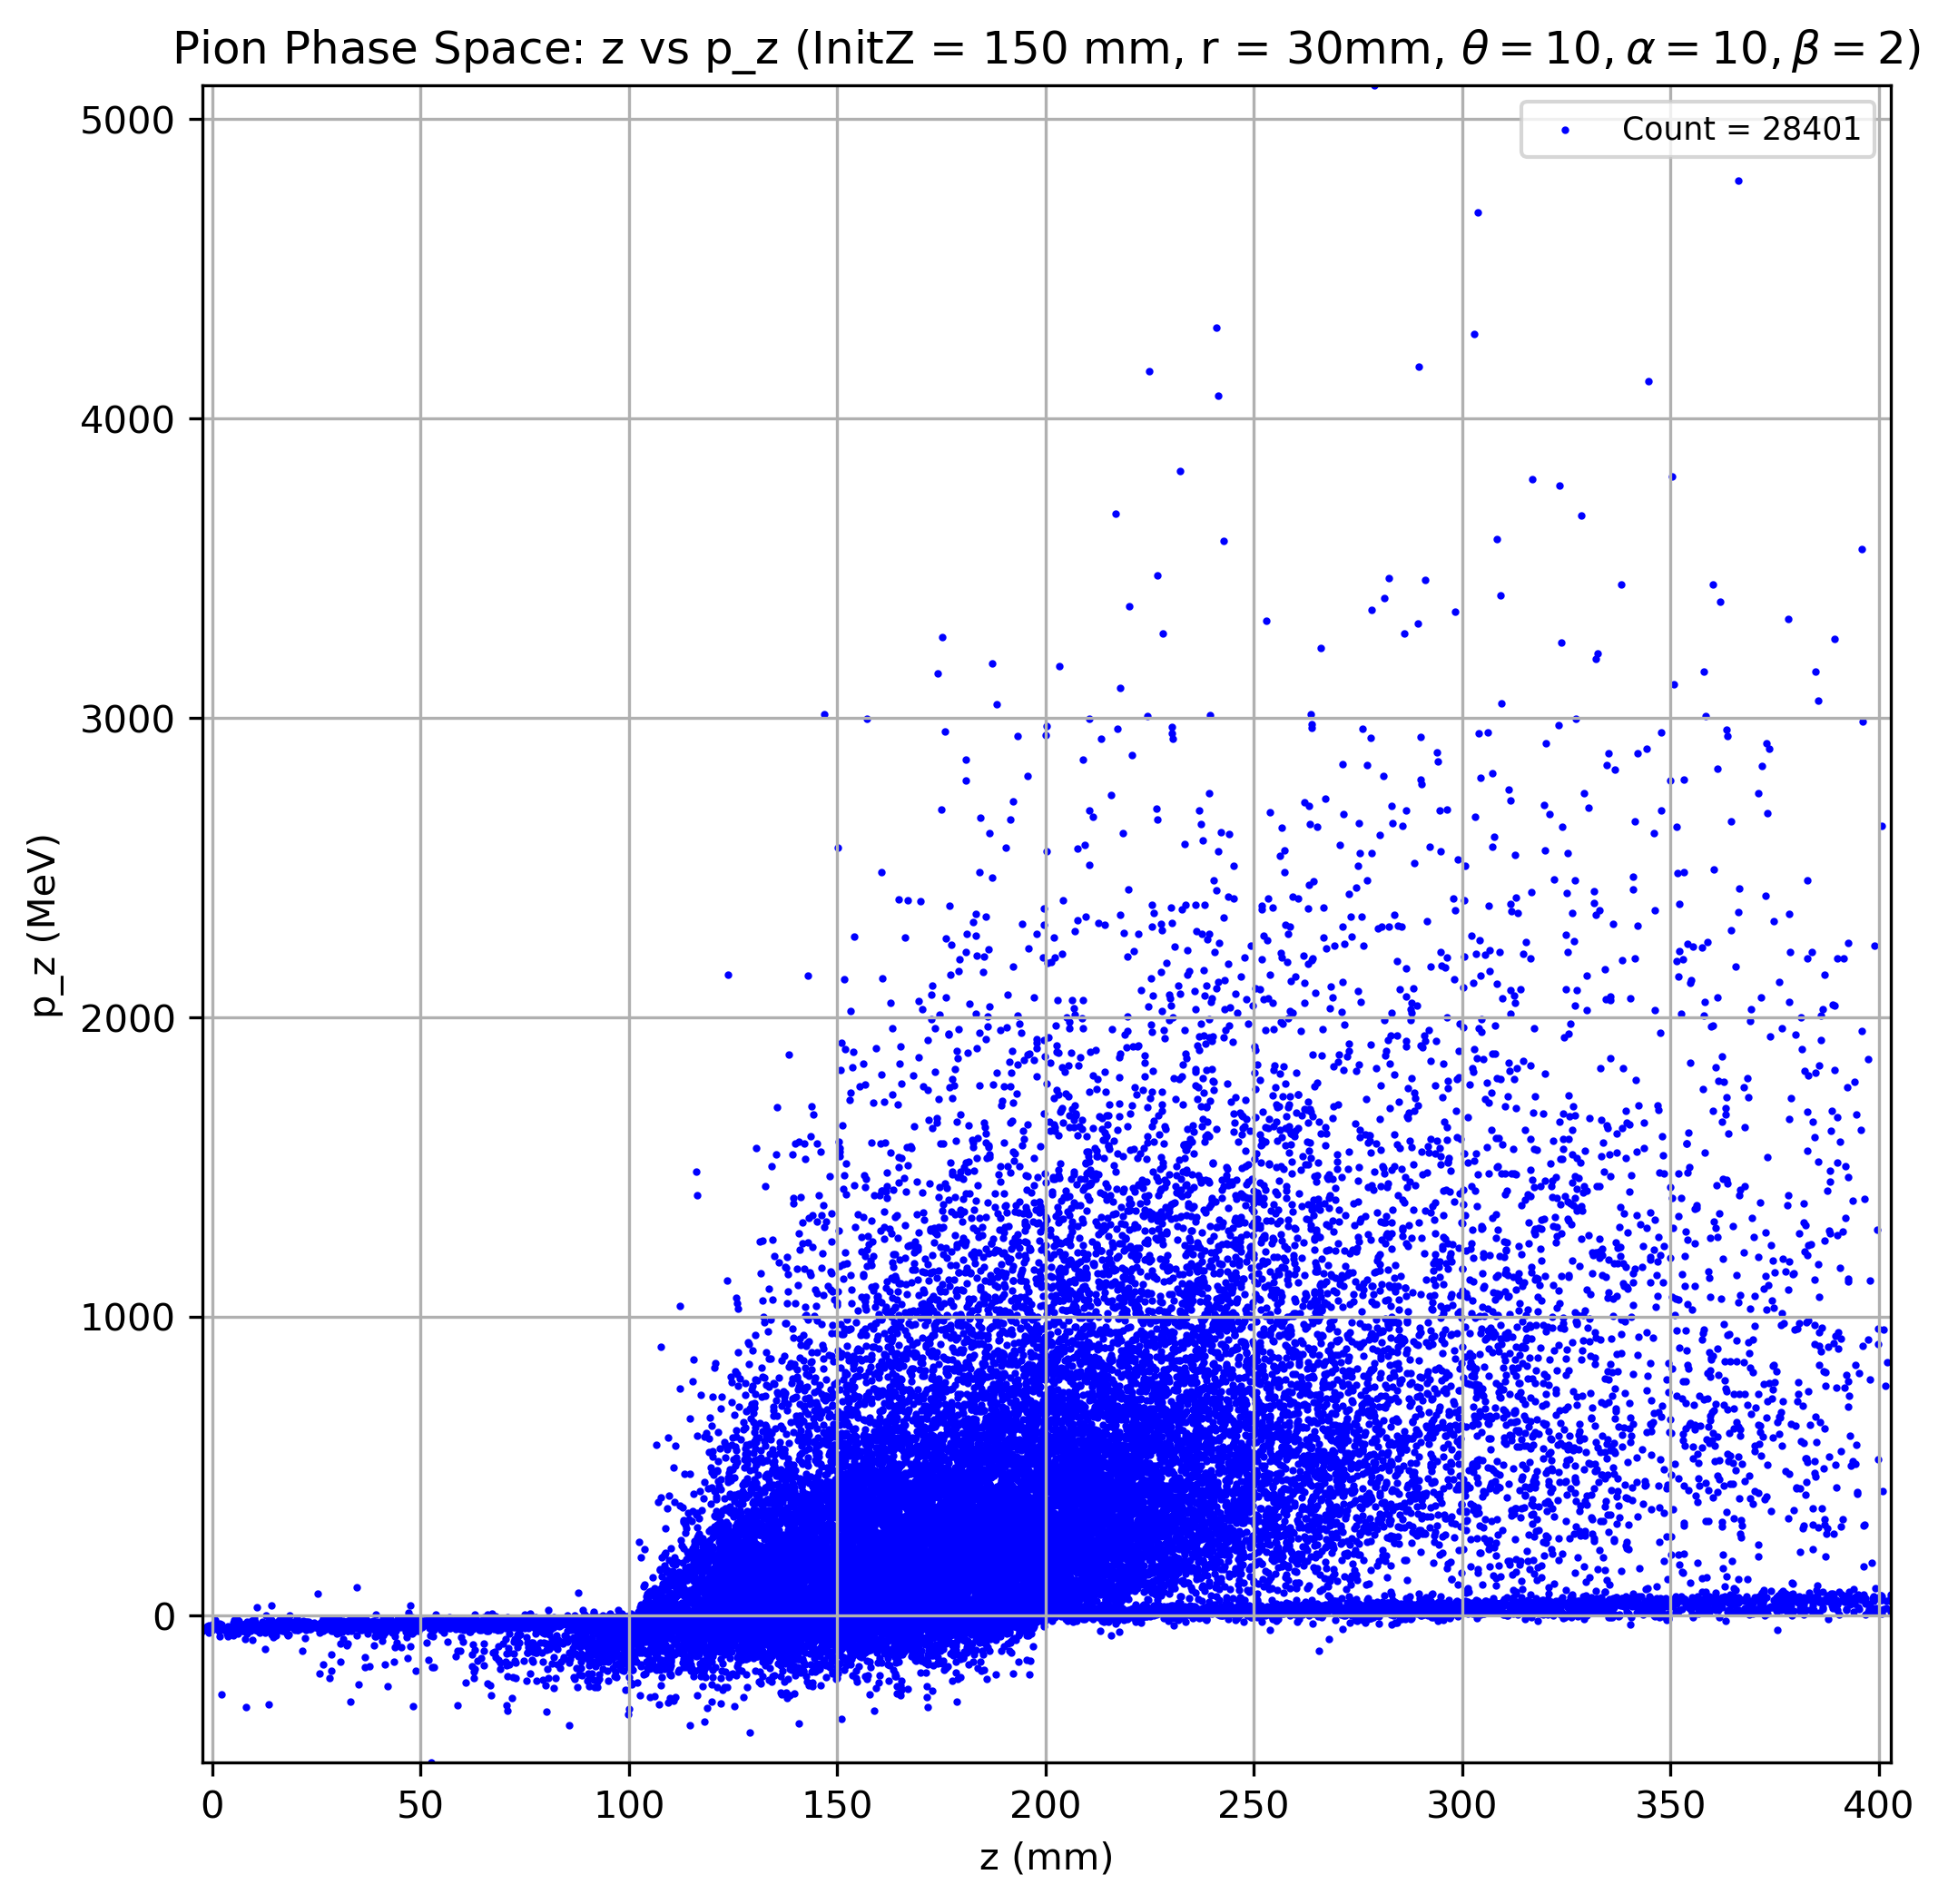 Pion Phase Space: z vs p_z (InitZ = 150 mm, r = 30mm, θ = 10, α = 10, β = 2)
Count = 28401
5000
4000
3000
2000
1000
0
p_z (MeV)
0 50 100 150 200 250 300 350 400
z (mm)